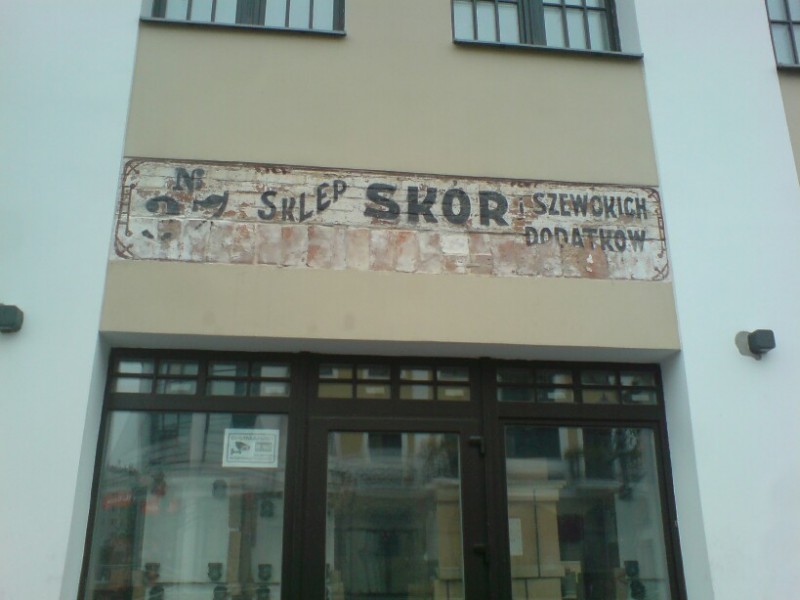 SKLEP SKÓR i SZEWCKICH
DODATKÓW